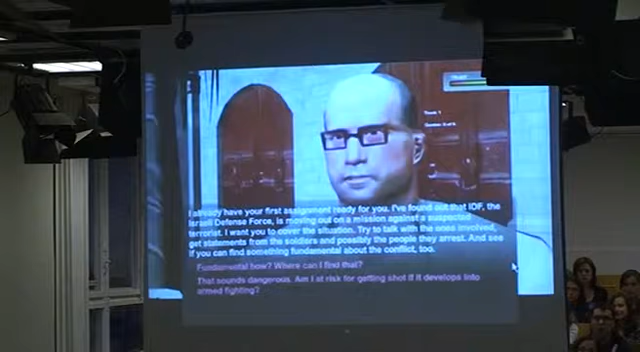 I already have your first assignment ready for you. I've found out that IDF, the
Israeli Defense Force, is moving out on a mission against a suspected
terrorist. I want you to cover the situation. Try to talk with the ones involved,
get statements from the soldiers and possibly the people they arrest. And see
if you can find something fundamental about the conflict, too.
Fundamental how? Where can I find that?
That sounds dangerous. Am I at risk for getting shot if it develops into
armed fighting?